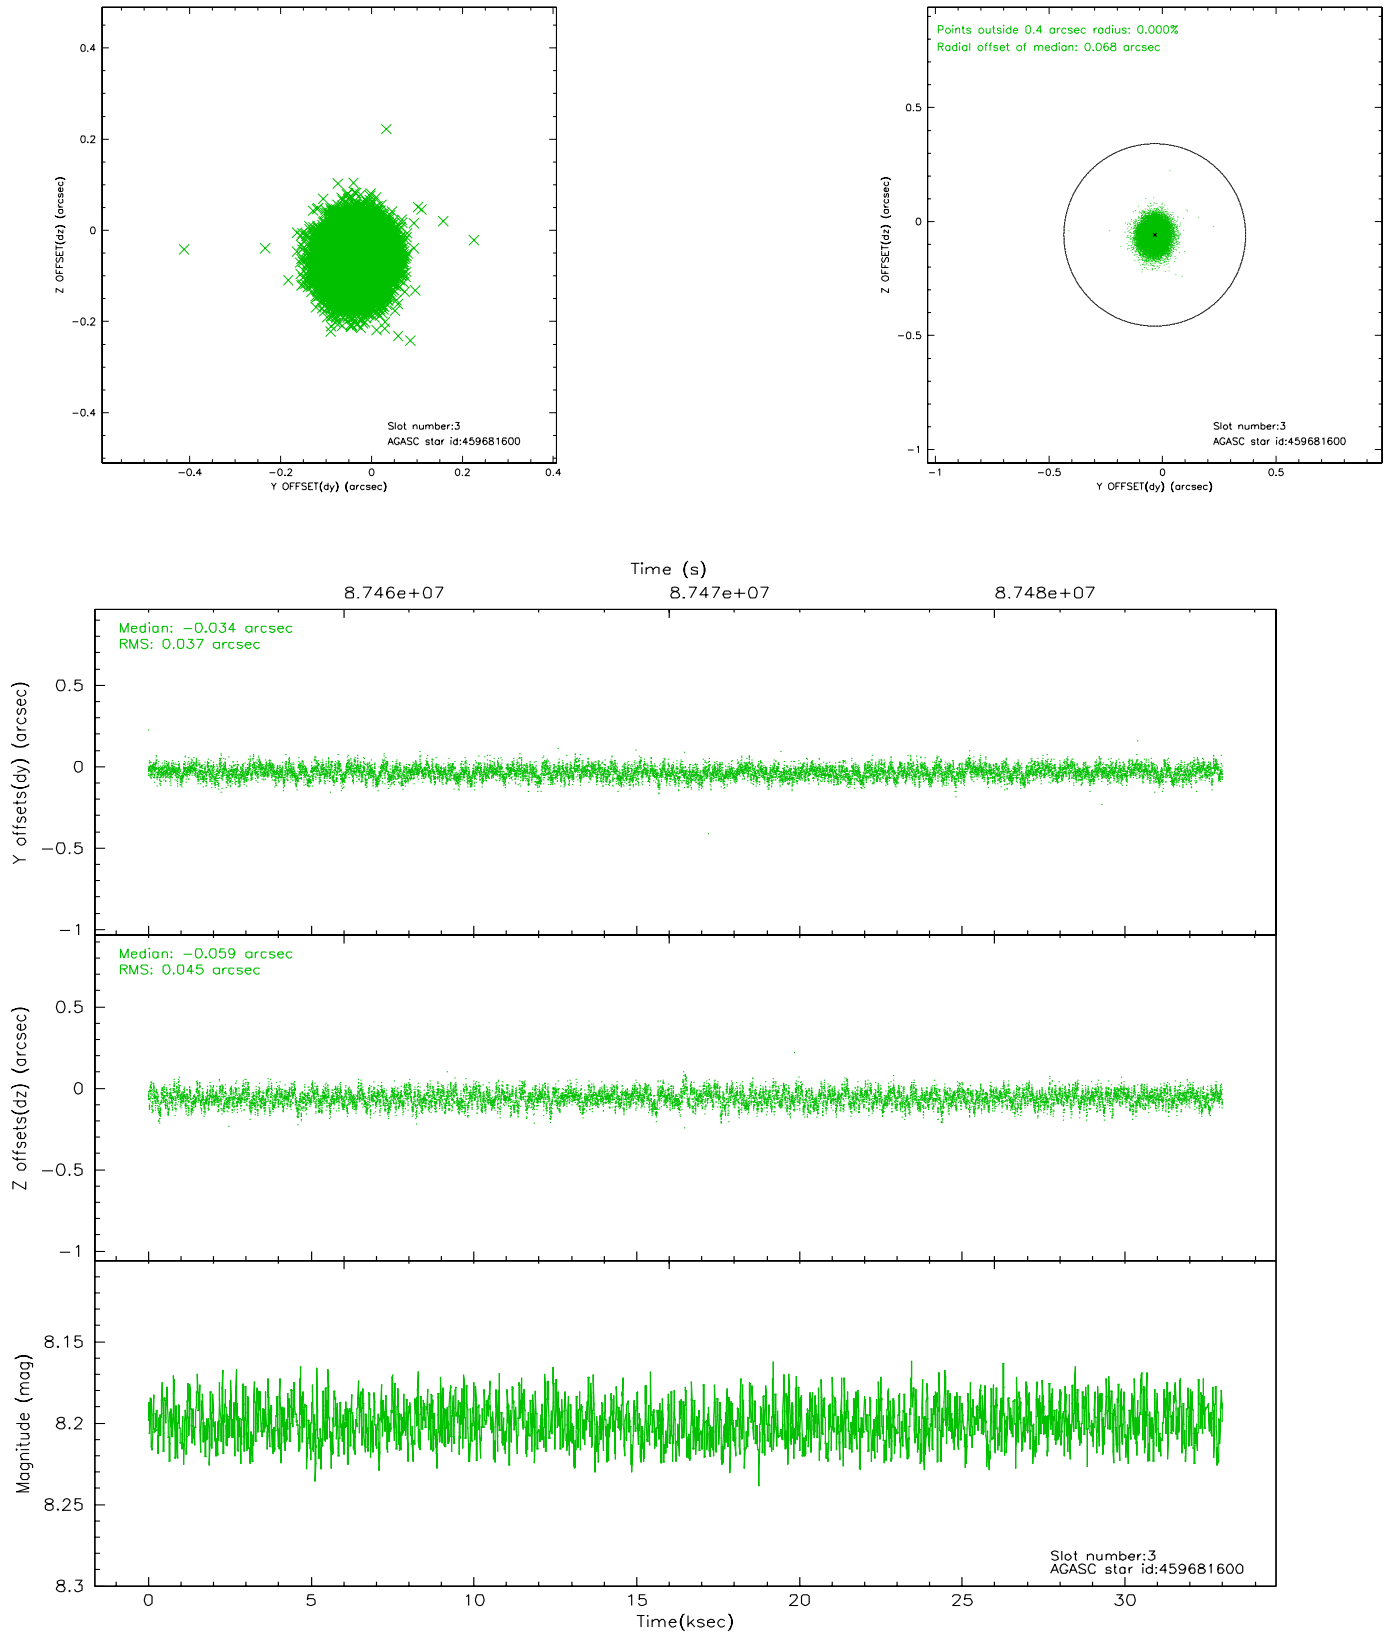 0.4
0.2
0
-0.2
-0.4
Z OFFSET(dz) (arcsec)
-0.4 -0.2 0 0.2 0.4
Y OFFSET(dy) (arcsec)
Slot number:3
AGASC star id:459681600
Points outside 0.4 arcsec radius: 0.000%
Radial offset of median: 0.068 arcsec
0.5
0
-0.5
-1
Z OFFSET(dz) (arcsec)
-1 -0.5 0 0.5
Y OFFSET(dy) (arcsec)
Slot number:3
AGASC star id:459681600
Time (s)
8.746e+07 8.747e+07 8.748e+07
Median: -0.034 arcsec
RMS: 0.037 arcsec
0.5
0
-0.5
-1
Y offsets(dy) (arcsec)
Median: -0.059 arcsec
RMS: 0.045 arcsec
0.5
0
-0.5
-1
Z offsets(dz) (arcsec)
8.15
8.2
8.25
8.3
Magnitude (mag)
Slot number:3
AGASC star id:459681600
0 5 10 15 20 25 30
Time(ksec)